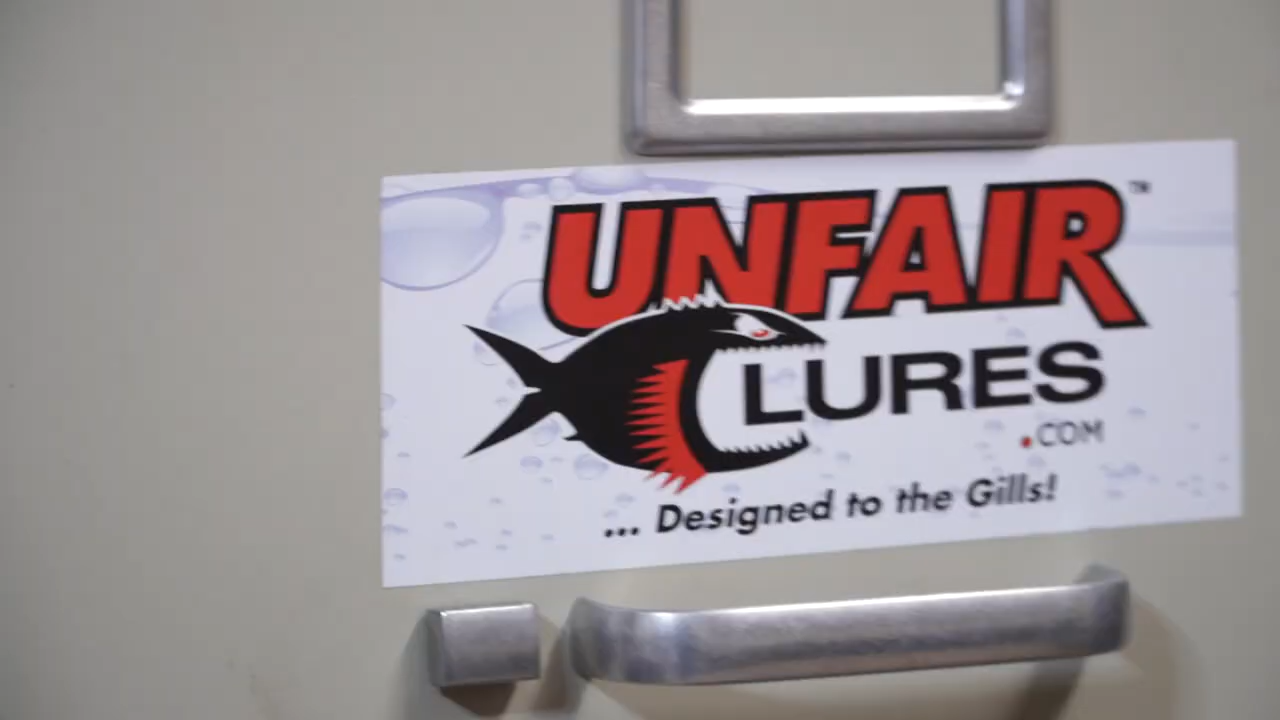 UNFAIR™
LURES
.COM
... Designed to the Gills!